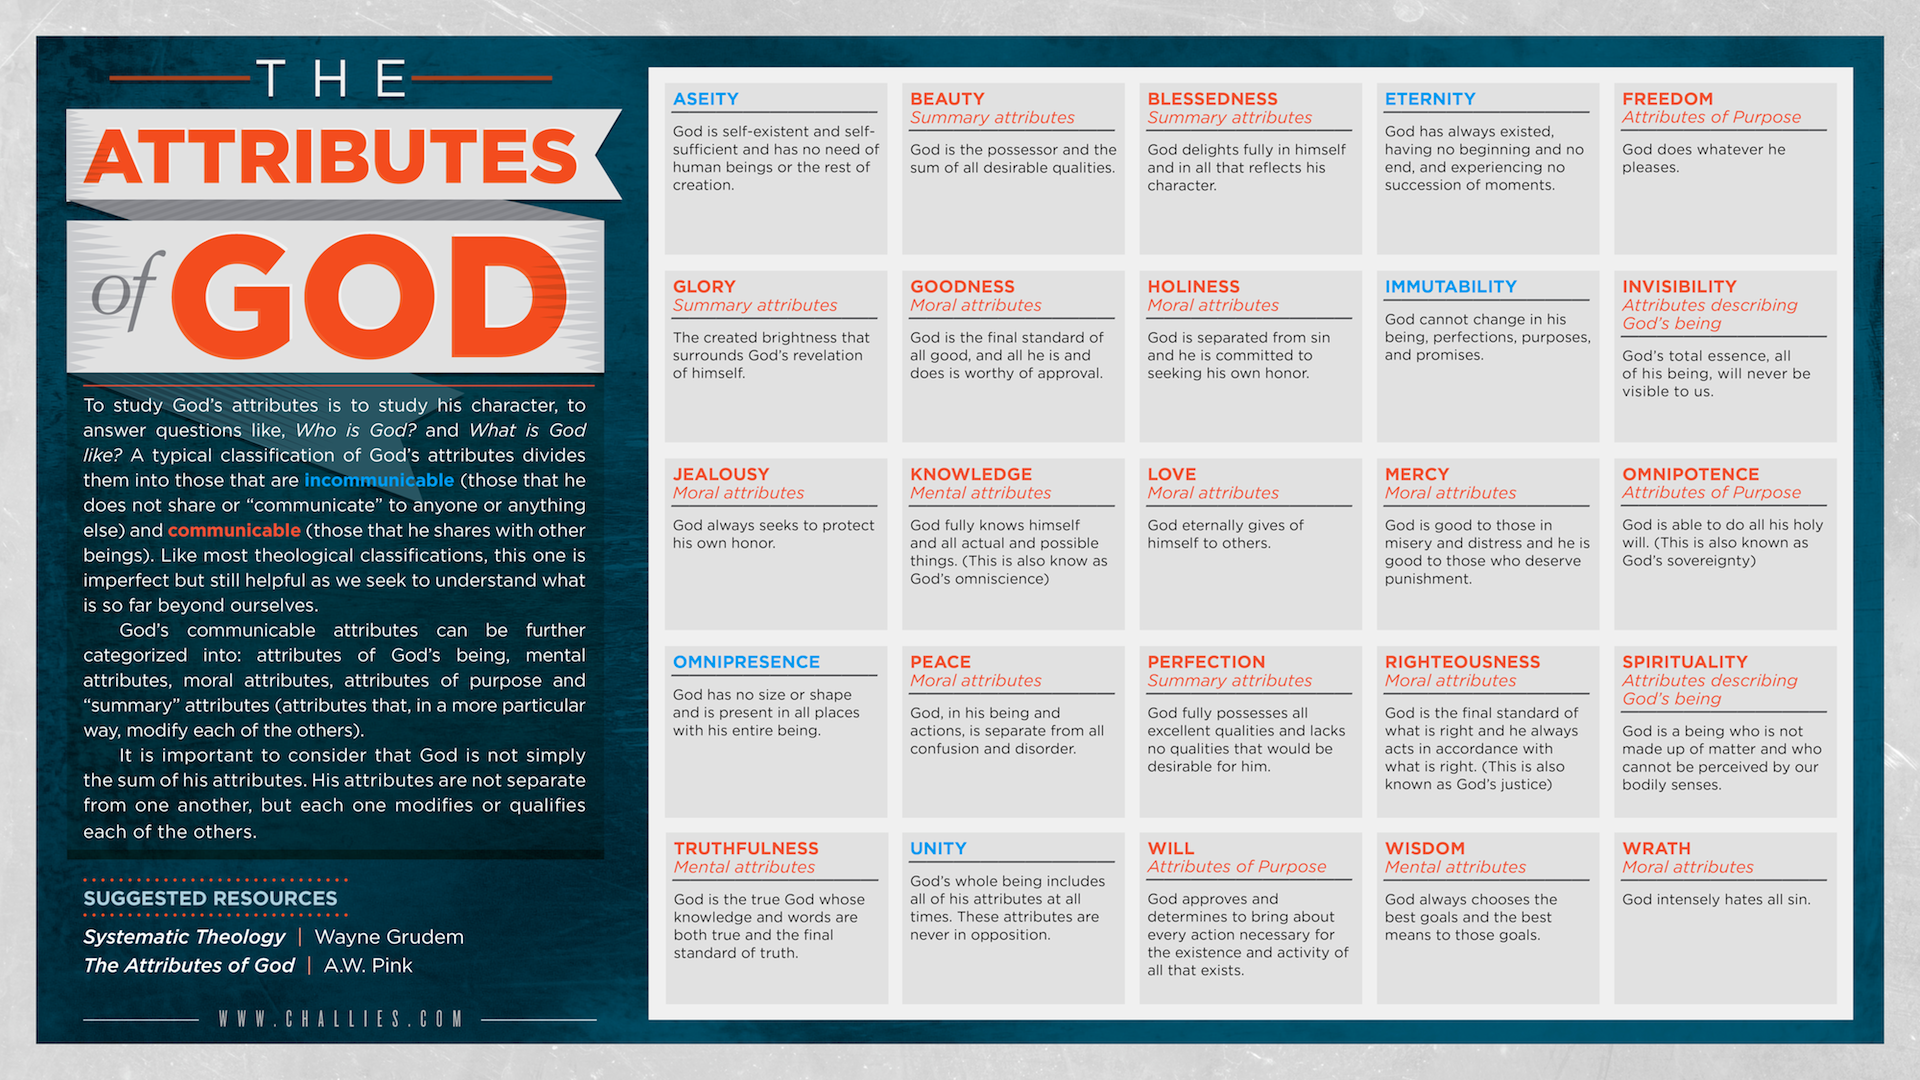 THE
ATTRIBUTES
of GOD
To study God's attributes is to study his character, to
answer questions like, Who is God? and What is God
like? A typical classification of God's attributes divides
them into those that are incommunicable (those that he
does not share or “communicate” to anyone or anything
else) and communicable (those that he shares with other
beings). Like most theological classifications, this one is
imperfect but still helpful as we seek to understand what
is so far beyond ourselves.
God's communicable attributes can be further
categorized into: attributes of God's being, mental
attributes, moral attributes, attributes of purpose and
“summary” attributes (attributes that, in a more particular
way, modify each of the others).
It is important to consider that God is not simply
the sum of his attributes. His attributes are not separate
from one another, but each one modifies or qualifies
each of the others.
SUGGESTED RESOURCES
Systematic Theology | Wayne Grudem
The Attributes of God | A.W. Pink
WWW.CHALLIES.COM
ASEITY
God is self-existent and self-
sufficient and has no need of
human beings or the rest of
creation.
BEAUTY
Summary attributes
God is the possessor and the
sum of all desirable qualities.
BLESSEDNESS
Summary attributes
God delights fully in himself
and in all that reflects his
character.
ETERNITY
God has always existed,
having no beginning and no
end, and experiencing no
succession of moments.
FREEDOM
Attributes of Purpose
God does whatever he
pleases.
GLORY
Summary attributes
The created brightness that
surrounds God's revelation
of himself.
GOODNESS
Moral attributes
God is the final standard of
all good, and all he is and
does is worthy of approval.
HOLINESS
Moral attributes
God is separated from sin
and he is committed to
seeking his own honor.
IMMUTABILITY
God cannot change in his
being, perfections, purposes,
and promises.
INVISIBILITY
Attributes describing
God's being
God's total essence, all
of his being, will never be
visible to us.
JEALOUSY
Moral attributes
God always seeks to protect
his own honor.
KNOWLEDGE
Mental attributes
God fully knows himself
and all actual and possible
things. (This is also know as
God's omniscience)
LOVE
Moral attributes
God eternally gives of
himself to others.
MERCY
Moral attributes
God is good to those in
misery and distress and he is
good to those who deserve
punishment.
OMNIPOTENCE
Attributes of Purpose
God is able to do all his holy
will. (This is also known as
God's sovereignty)
OMNIPRESENCE
God has no size or shape
and is present in all places
with his entire being.
PEACE
Moral attributes
God, in his being and
actions, is separate from all
confusion and disorder.
PERFECTION
Summary attributes
God fully possesses all
excellent qualities and lacks
no qualities that would be
desirable for him.
RIGHTEOUSNESS
Moral attributes
God is the final standard of
what is right and he always
acts in accordance with
what is right. (This is also
known as God's justice)
SPIRITUALITY
Attributes describing
God's being
God is a being who is not
made up of matter and who
cannot be perceived by our
bodily senses.
TRUTHFULNESS
Mental attributes
God is the true God whose
knowledge and words are
both true and the final
standard of truth.
UNITY
God's whole being includes
all of his attributes at all
times. These attributes are
never in opposition.
WILL
Attributes of Purpose
God approves and
determines to bring about
every action necessary for
the existence and activity of
all that exists.
WISDOM
Mental attributes
God always chooses the
best goals and the best
means to those goals.
WRATH
Moral attributes
God intensely hates all sin.